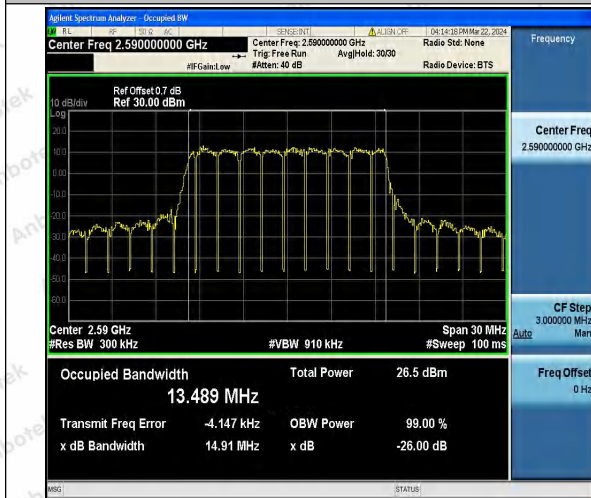 Agilent Spectrum Analyzer - Occupied BW
RL RF 50 Ω AC SENSE:INT ALIGN OFF 04:14:18 PM Mar 22, 2024
Center Freq 2.590000000 GHz Center Freq: 2.590000000 GHz Radio Std: None Frequency
Trig: Free Run Avg|Hold: 30/30
#IFGain:Low #Atten: 40 dB Radio Device: BTS
Ref Offset 0.7 dB
10 dB/div Ref 30.00 dBm
Log
20.0
10.0
0.00
-10.0
-20.0
-30.0
-40.0
-50.0
-60.0
Center Freq
2.590000000 GHz
Center 2.59 GHz Span 30 MHz
#Res BW 300 kHz #VBW 910 kHz #Sweep 100 ms
CF Step
3.000000 MHz
Auto Man
Occupied Bandwidth Total Power 26.5 dBm
13.489 MHz
Transmit Freq Error -4.147 kHz OBW Power 99.00 %
x dB Bandwidth 14.91 MHz x dB -26.00 dB
Freq Offset
0 Hz
MSG STATUS